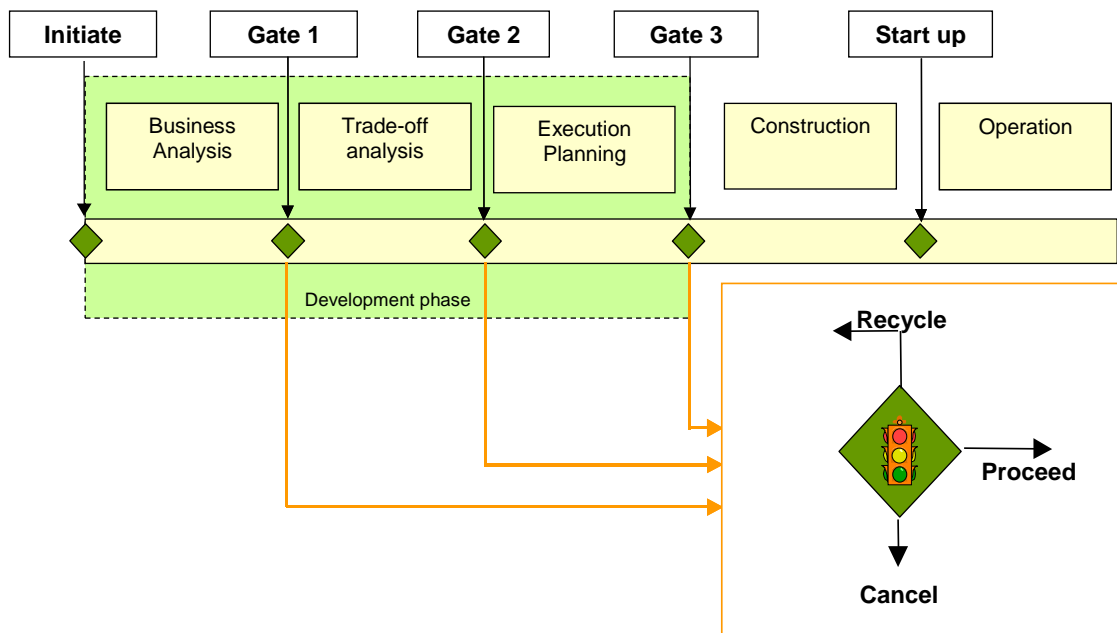 Initiate
Gate 1
Gate 2
Gate 3
Start up
Business
Analysis
Trade-off
analysis
Execution
Planning
Construction
Operation
Development phase
Recycle
Proceed
Cancel